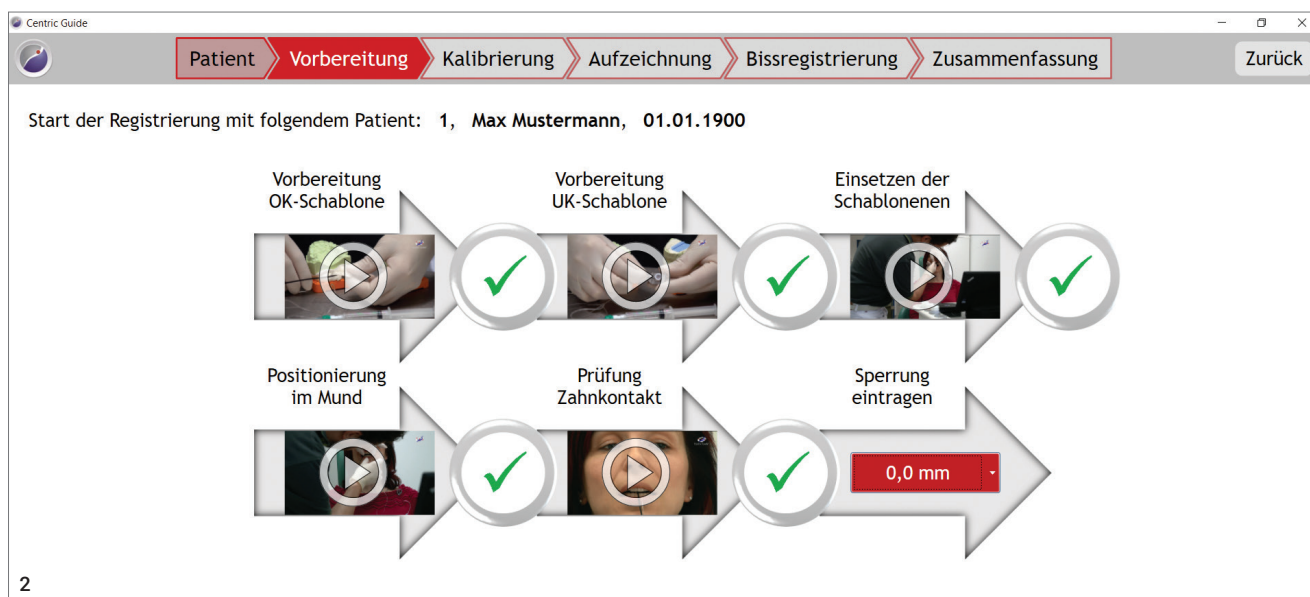 Centric Guide
Patient Vorbereitung Kalibrierung Aufzeichnung Bissregistrierung Zusammenfassung Zurück
Start der Registrierung mit folgendem Patient: 1, Max Mustermann, 01.01.1900
Vorbereitung
OK-Schablone
Vorbereitung
UK-Schablone
Einsetzen der
Schablonenen
Positionierung
im Mund
Prüfung
Zahnkontakt
Sperrung
eintragen
0,0 mm
2